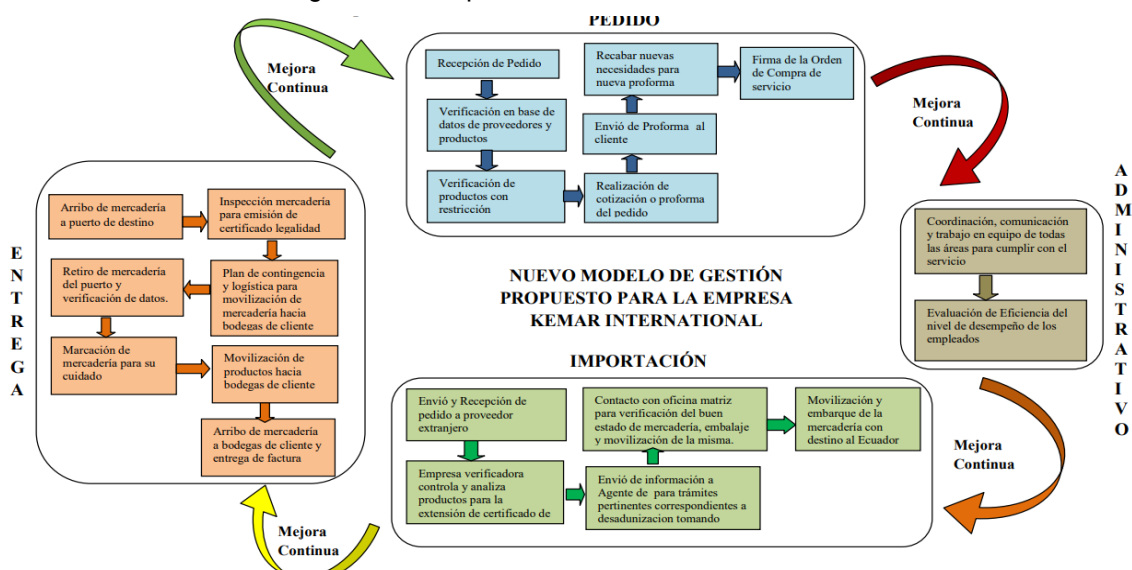 PEDIDO
Recepción de Pedido
Verificación en base de
datos de proveedores y
productos
Verificación de
productos con
restricción
Realización de
cotización o proforma
del pedido
Envió de Proforma al
cliente
Recabar nuevas
necesidades para
nueva proforma
Firma de la Orden
de Compra de
servicio
Mejora
Continua
ADMINISTRATIVO
Coordinación, comunicación
y trabajo en equipo de todas
las áreas para cumplir con el
servicio
Evaluación de Eficiencia del
nivel de desempeño de los
empleados
Mejora
Continua
NUEVO MODELO DE GESTIÓN
PROPUESTO PARA LA EMPRESA
KEMAR INTERNATIONAL
IMPORTACIÓN
Envió y Recepción de
pedido a proveedor
extranjero
Empresa verificadora
controla y analiza
productos para la
extensión de certificado de
Envió de información a
Agente de para trámites
pertinentes correspondientes a
desadunizacion tomando
Contacto con oficina matriz
para verificación del buen
estado de mercadería, embalaje
y movilización de la misma.
Movilización y
embarque de la
mercadería con
destino al Ecuador
Mejora
Continua
ENTREGA
Arribo de mercadería
a puerto de destino
Inspección mercadería
para emisión de
certificado legalidad
Plan de contingencia
y logística para
movilización de
mercadería hacia
bodegas de cliente
Retiro de mercadería
del puerto y
verificación de datos.
Marcación de
mercadería para su
cuidado
Movilización de
productos hacia
bodegas de cliente
Arribo de mercadería
a bodegas de cliente y
entrega de factura
Mejora
Continua